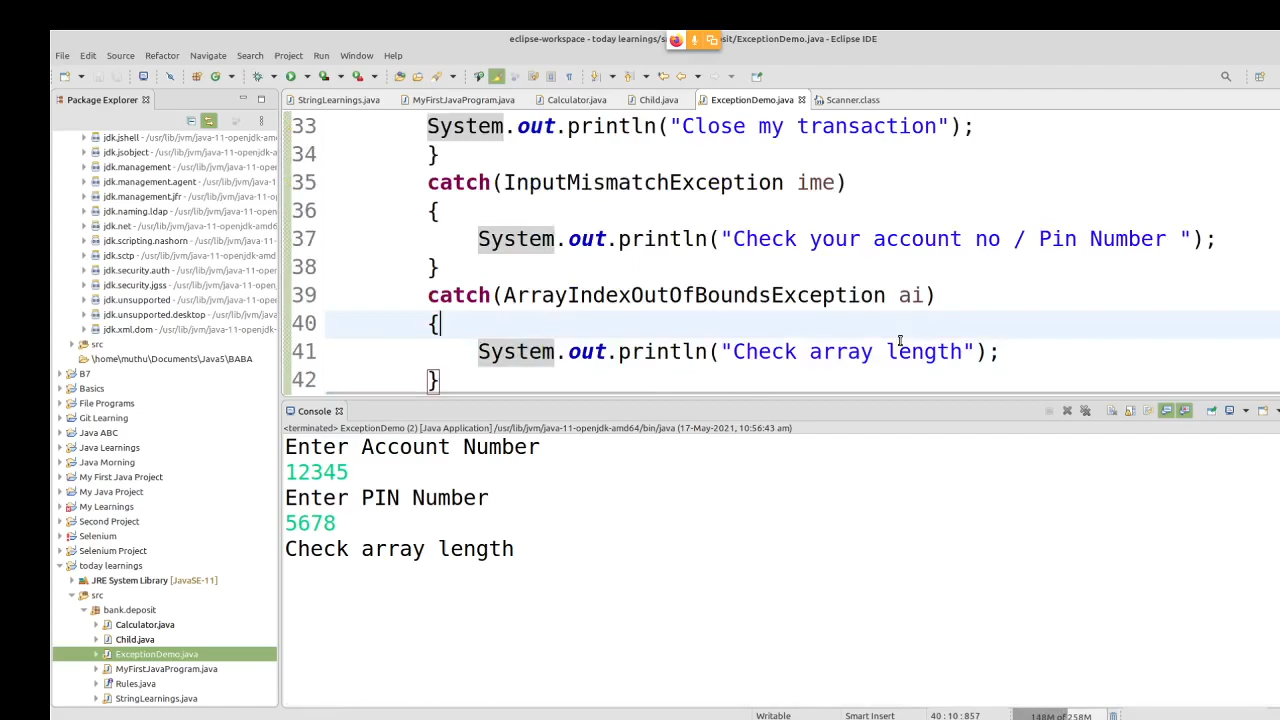 eclipse-workspace - today learnings/s sit/ExceptionDemo.java - Eclipse IDE
File Edit Source Refactor Navigate Search Project Run Window Help
Package Explorer
StringLearnings.java MyFirstJavaProgram.java Calculator.java Child.java ExceptionDemo.java Scanner.class
jdk.jshell - /usr/lib/jvm/java-11-openjdk-amd
jdk.jsobject - /usr/lib/jvm/java-11-openjdk-am
jdk.management - /usr/lib/jvm/java-11-openjd
jdk.management.agent - /usr/lib/jvm/java-11-
jdk.management.jfr - /usr/lib/jvm/java-11-ope
jdk.naming.ldap - /usr/lib/jvm/java-11-openjd
jdk.net - /usr/lib/jvm/java-11-openjdk-amd6
jdk.scripting.nashorn - /usr/lib/jvm/java-11-op
jdk.sctp - /usr/lib/jvm/java-11-openjdk-amd6
jdk.security.auth - /usr/lib/jvm/java-11-openj
jdk.security.jgss - /usr/lib/jvm/java-11-openj
jdk.unsupported - /usr/lib/jvm/java-11-openj
jdk.unsupported.desktop - /usr/lib/jvm/java-1
jdk.xml.dom - /usr/lib/jvm/java-11-openjdk-a
src
\home\muthu\Documents\Java5\BABA
B7
Basics
File Programs
Git Learning
Java ABC
Java Learnings
Java Morning
My First Java Project
My Java Project
My Learnings
Second Project
Selenium
Selenium Project
today learnings
JRE System Library [JavaSE-11]
src
bank.deposit
Calculator.java
Child.java
ExceptionDemo.java
MyFirstJavaProgram.java
Rules.java
StringLearnings.java
33 System.out.println("Close my transaction");
34 }
35 catch(InputMismatchException ime)
36 {
37 System.out.println("Check your account no / Pin Number ");
38 }
39 catch(ArrayIndexOutOfBoundsException ai)
40 {
41 System.out.println("Check array length");
42 }
Console
<terminated> ExceptionDemo (2) [Java Application] /usr/lib/jvm/java-11-openjdk-amd64/bin/java (17-May-2021, 10:56:43 am)
Enter Account Number
12345
Enter PIN Number
5678
Check array length
Writable Smart Insert 40 : 10 : 857 148M of 258M